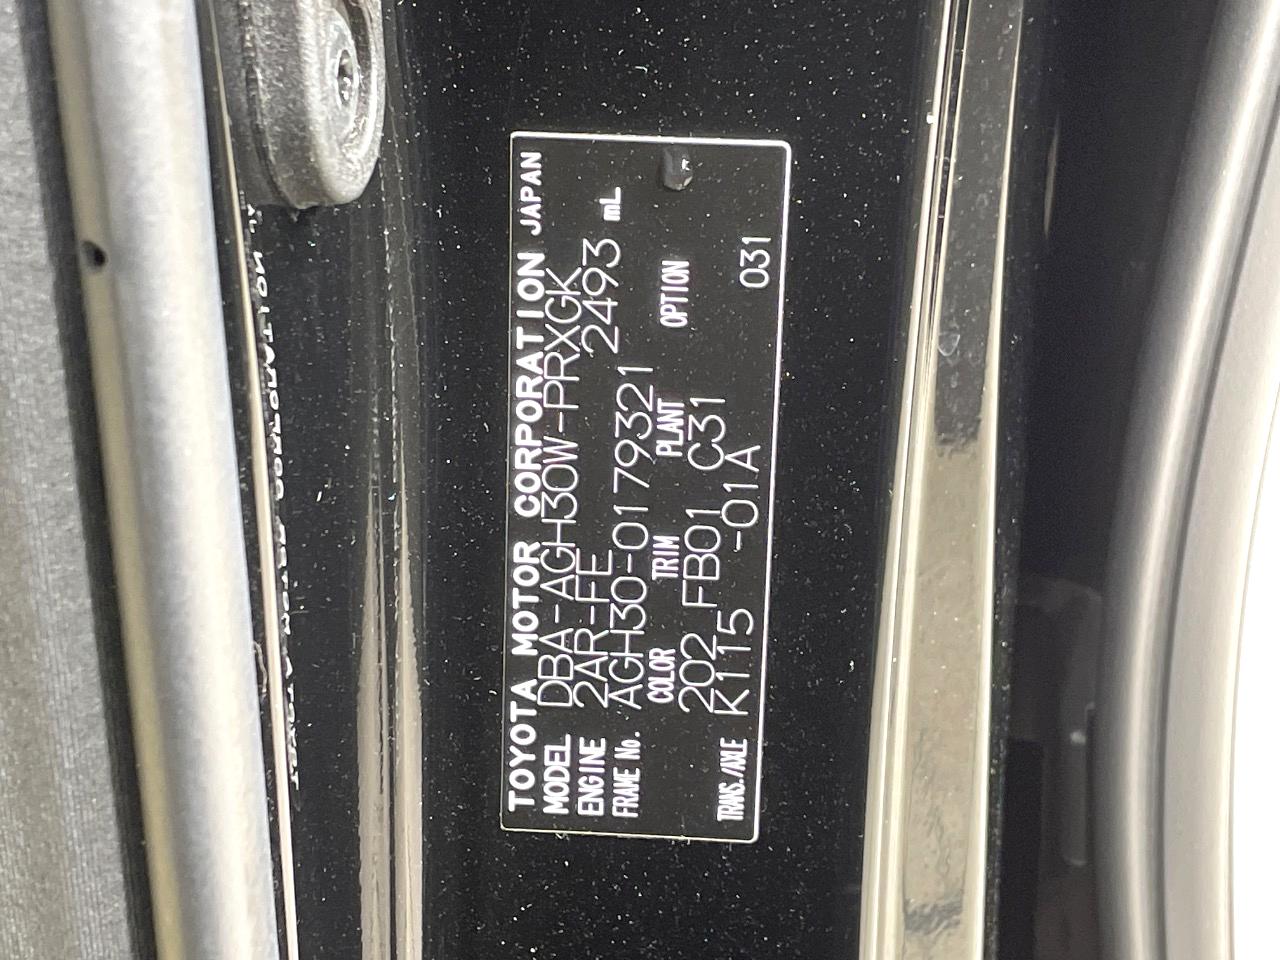 TOYOTA MOTOR CORPORATION JAPAN
MODEL DBA-AGH30W-PRXGK
ENGINE 2AR-FE 2493 mL
FRAME No. AGH30-0179321
COLOR TRIM PLANT OPTION
202 FB01 C31
TRANS./AXLE K115 -01A 031